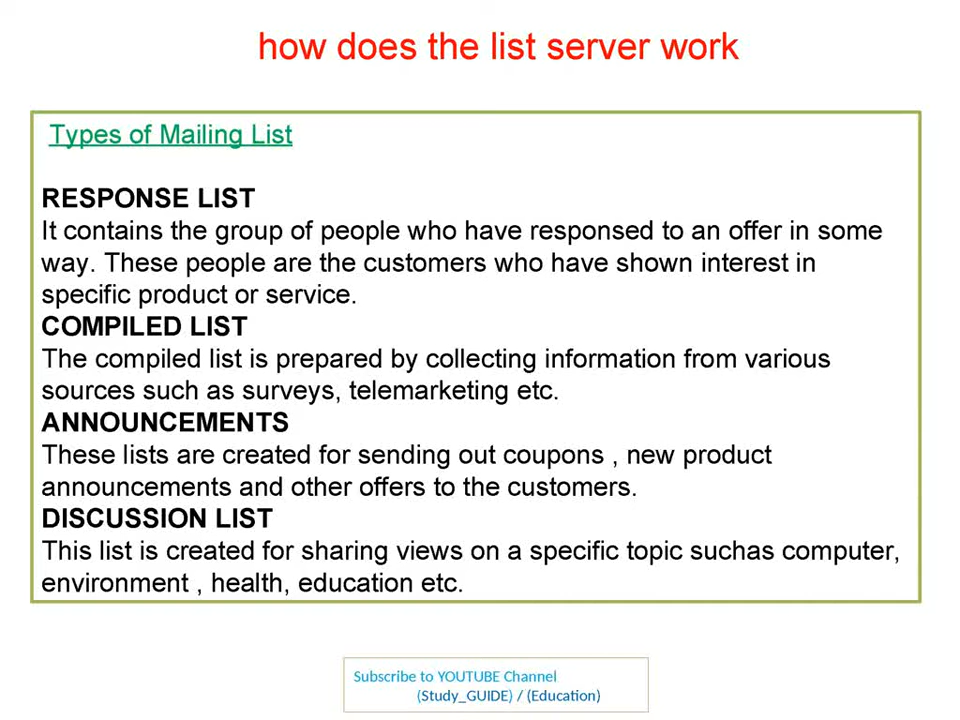 how does the list server work
Types of Mailing List
RESPONSE LIST
It contains the group of people who have responsed to an offer in some
way. These people are the customers who have shown interest in
specific product or service.
COMPILED LIST
The compiled list is prepared by collecting information from various
sources such as surveys, telemarketing etc.
ANNOUNCEMENTS
These lists are created for sending out coupons , new product
announcements and other offers to the customers.
DISCUSSION LIST
This list is created for sharing views on a specific topic suchas computer,
environment , health, education etc.
Subscribe to YOUTUBE Channel
(Study_GUIDE) / (Education)